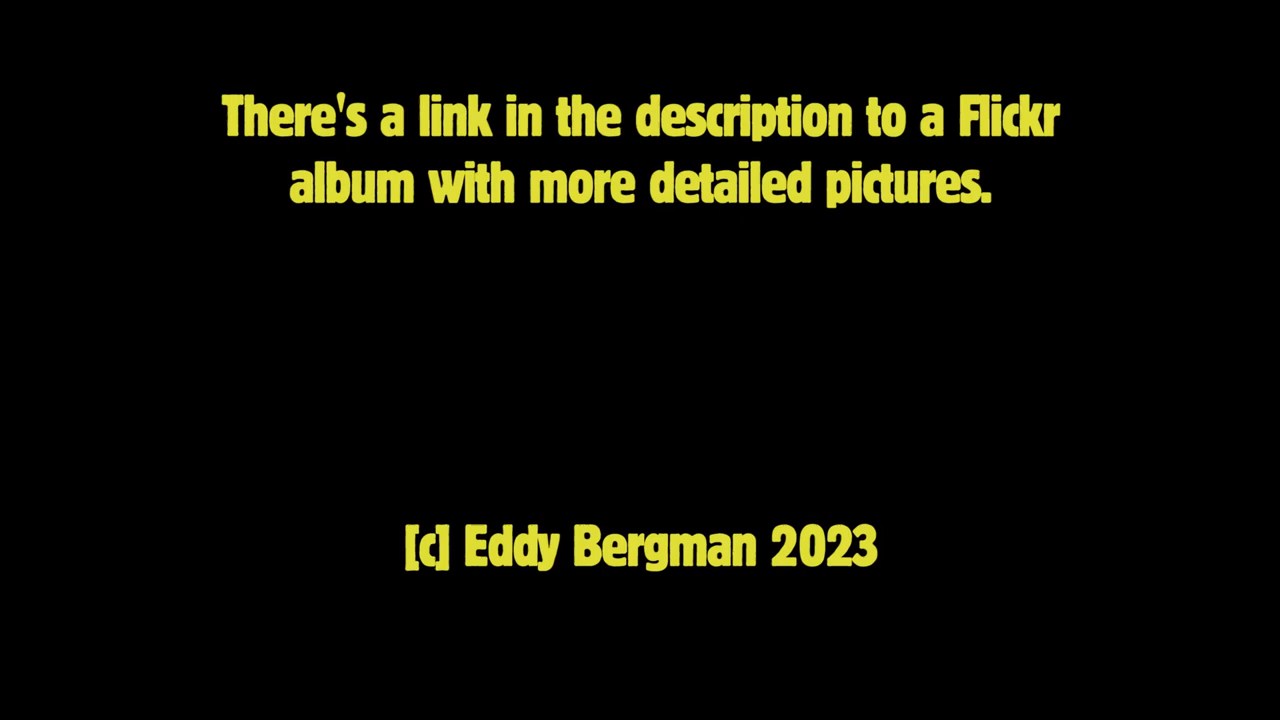 There's a link in the description to a Flickr
album with more detailed pictures.
[c] Eddy Bergman 2023